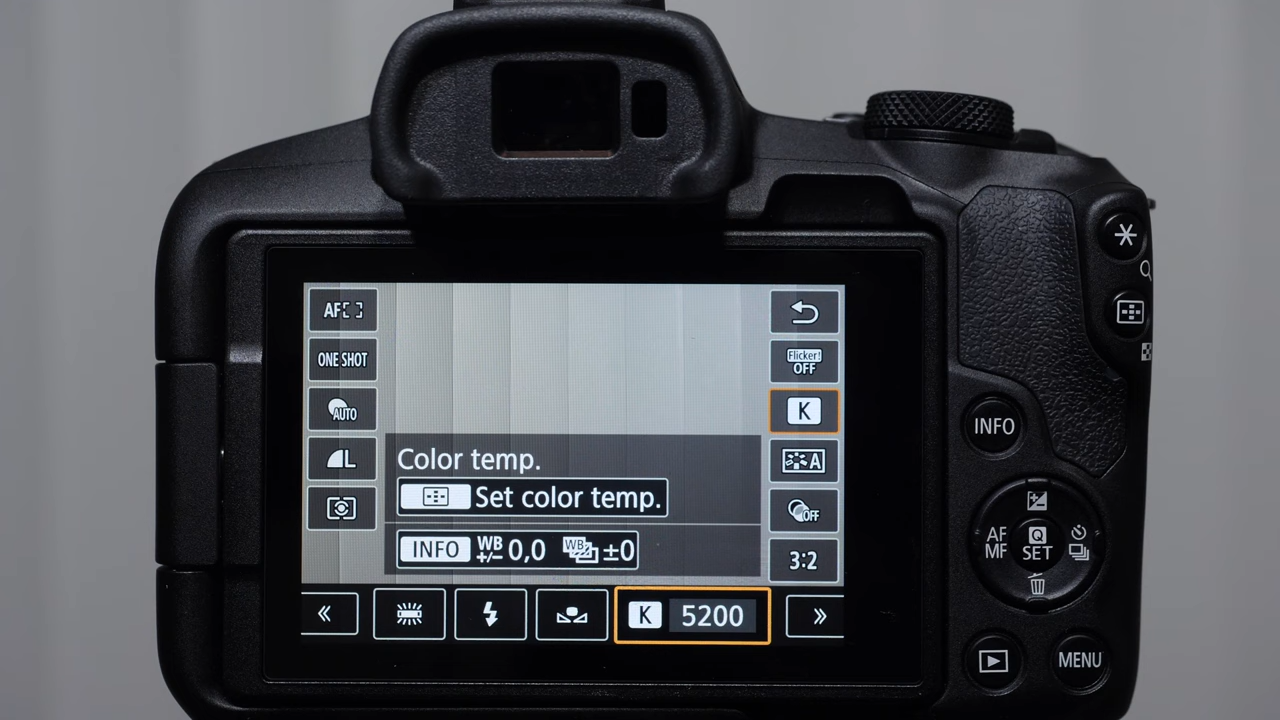 AF
ONE SHOT
AUTO
L
Flicker!
OFF
K
A
OFF
3:2
Color temp.
Set color temp.
INFO WB +/- 0,0 WB ±0
K 5200
INFO
AF
MF
Q
SET
MENU